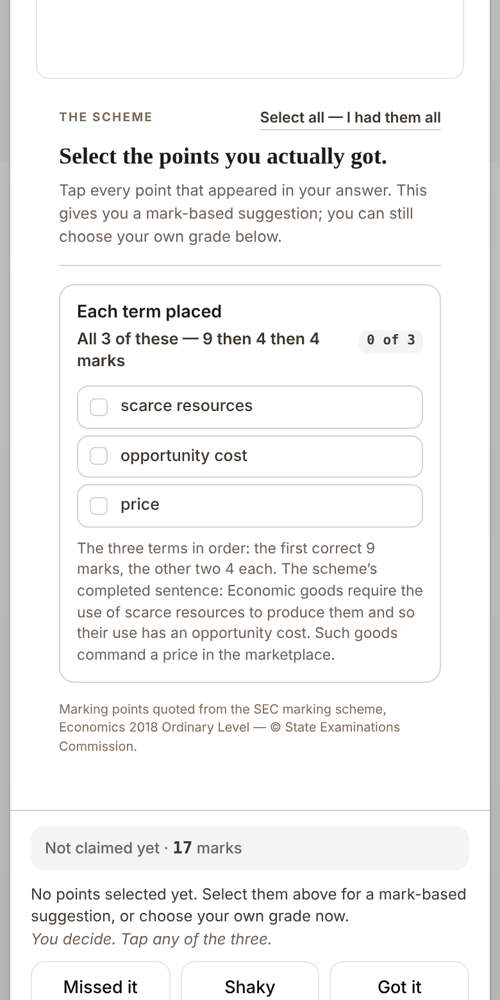 THE SCHEME
Select all — I had them all
Select the points you actually got.
Tap every point that appeared in your answer. This
gives you a mark-based suggestion; you can still
choose your own grade below.
Each term placed
All 3 of these — 9 then 4 then 4
marks
0 of 3
scarce resources
opportunity cost
price
The three terms in order: the first correct 9
marks, the other two 4 each. The scheme’s
completed sentence: Economic goods require the
use of scarce resources to produce them and so
their use has an opportunity cost. Such goods
command a price in the marketplace.
Marking points quoted from the SEC marking scheme,
Economics 2018 Ordinary Level — © State Examinations
Commission.
Not claimed yet · 17 marks
No points selected yet. Select them above for a mark-based
suggestion, or choose your own grade now.
You decide. Tap any of the three.
Missed it
Shaky
Got it